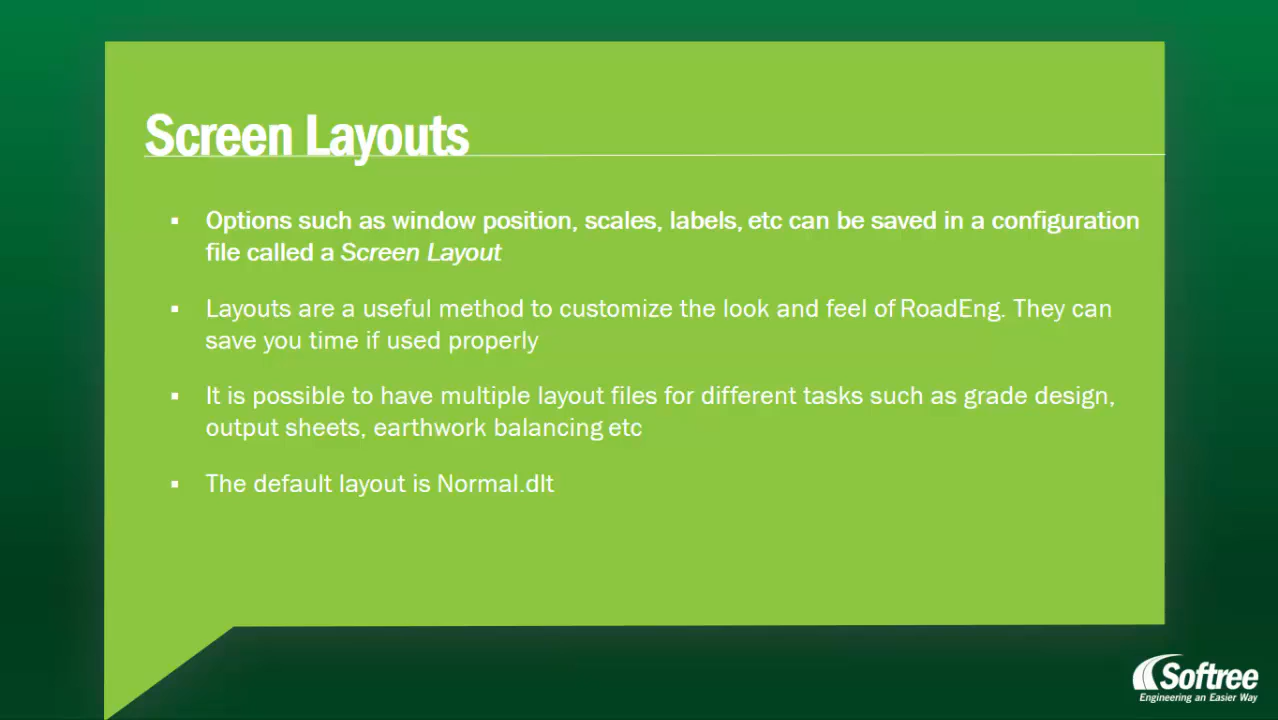 Screen Layouts
▪ Options such as window position, scales, labels, etc can be saved in a configuration
file called a Screen Layout
▪ Layouts are a useful method to customize the look and feel of RoadEng. They can
save you time if used properly
▪ It is possible to have multiple layout files for different tasks such as grade design,
output sheets, earthwork balancing etc
▪ The default layout is Normal.dlt
Softree
Engineering an Easier Way